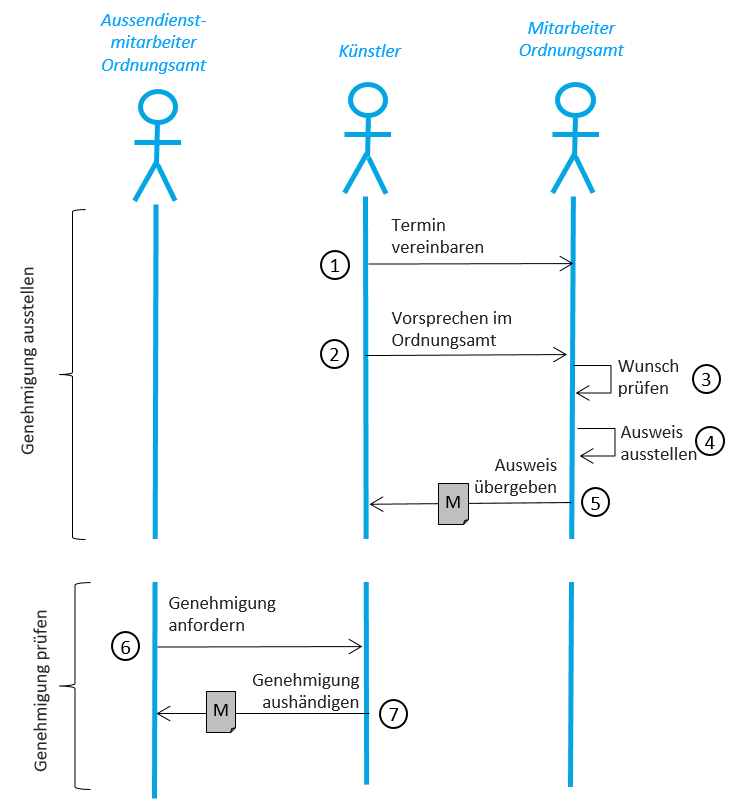 Aussendienst-
mitarbeiter
Ordnungsamt
Künstler
Mitarbeiter
Ordnungsamt
Genehmigung ausstellen
Termin
vereinbaren
1
Vorsprechen im
Ordnungsamt
2
Wunsch
prüfen
3
Ausweis
ausstellen
4
Ausweis
übergeben
M
5
Genehmigung prüfen
Genehmigung
anfordern
6
Genehmigung
aushändigen
M
7